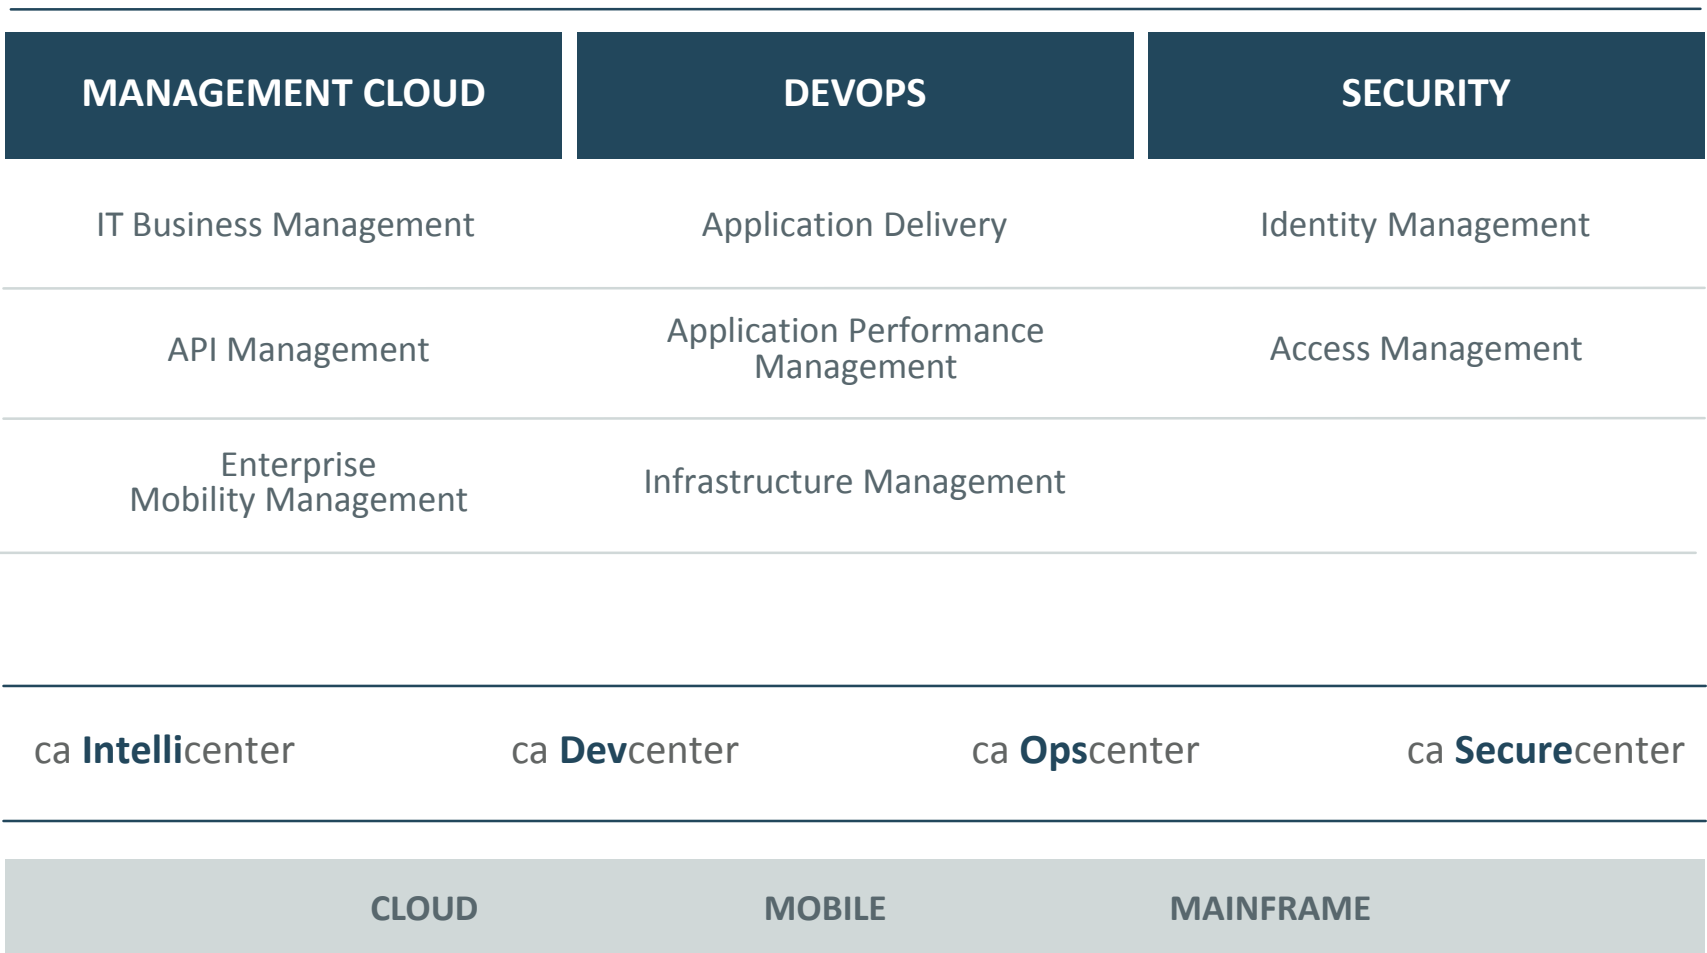 MANAGEMENT CLOUD
DEVOPS
SECURITY
IT Business Management
Application Delivery
Identity Management
API Management
Application Performance
Management
Access Management
Enterprise
Mobility Management
Infrastructure Management
ca Intellicenter
ca Devcenter
ca Opscenter
ca Securecenter
CLOUD
MOBILE
MAINFRAME